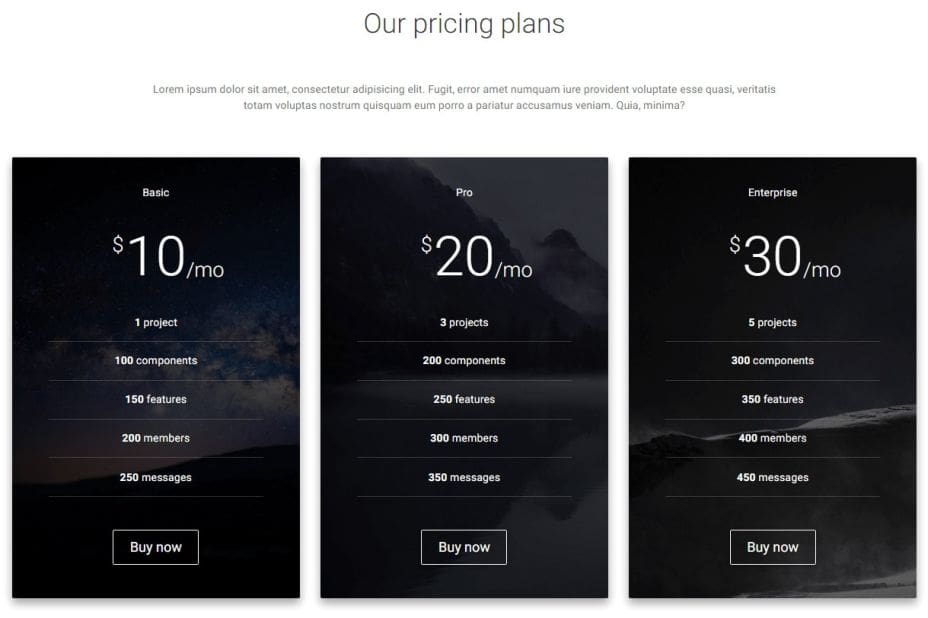 Our pricing plans
Lorem ipsum dolor sit amet, consectetur adipisicing elit. Fugit, error amet numquam iure provident voluptate esse quasi, veritatis
totam voluptas nostrum quisquam eum porro a pariatur accusamus veniam. Quia, minima?
Basic
$10/mo
1 project
100 components
150 features
200 members
250 messages
Buy now
Pro
$20/mo
3 projects
200 components
250 features
300 members
350 messages
Buy now
Enterprise
$30/mo
5 projects
300 components
350 features
400 members
450 messages
Buy now